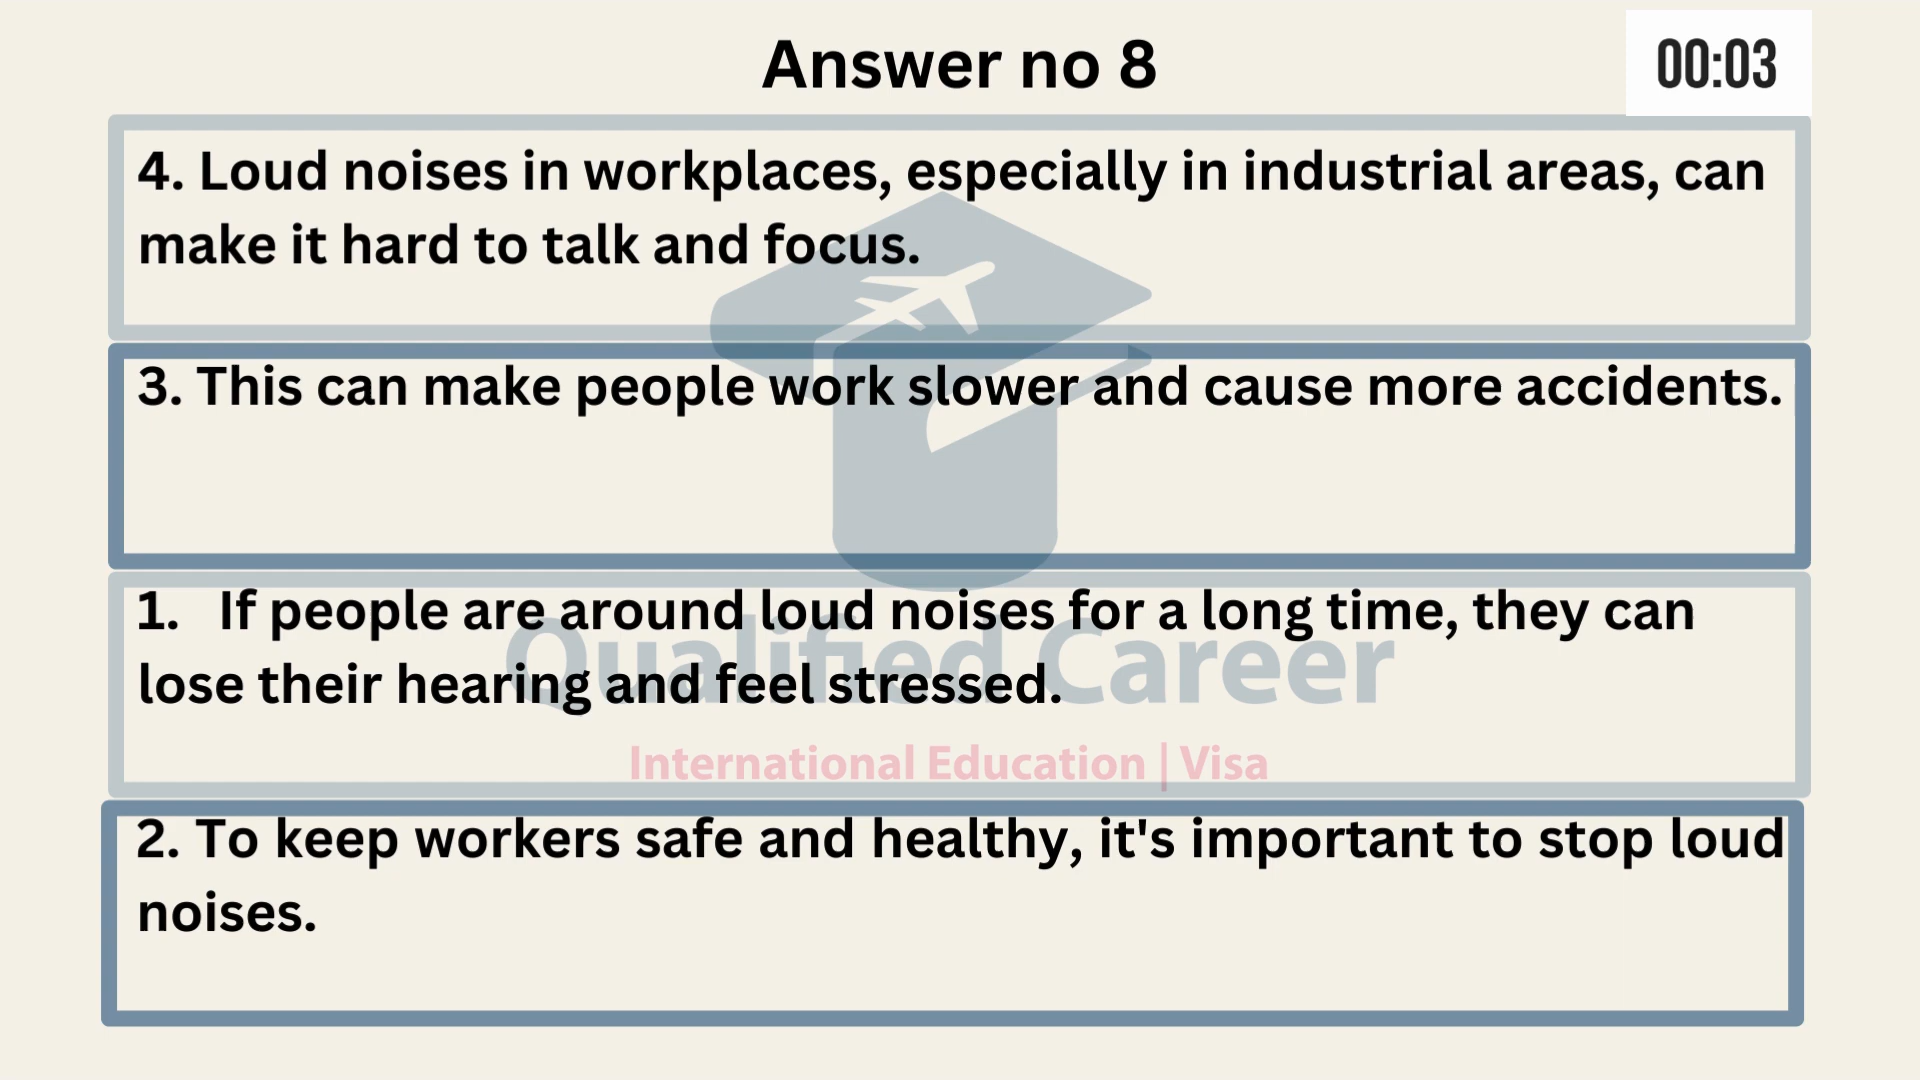 Answer no 8
00:03
4. Loud noises in workplaces, especially in industrial areas, can
make it hard to talk and focus.
3. This can make people work slower and cause more accidents.
1. If people are around loud noises for a long time, they can
lose their hearing and feel stressed.
Qualified Career
International Education | Visa
2. To keep workers safe and healthy, it's important to stop loud
noises.